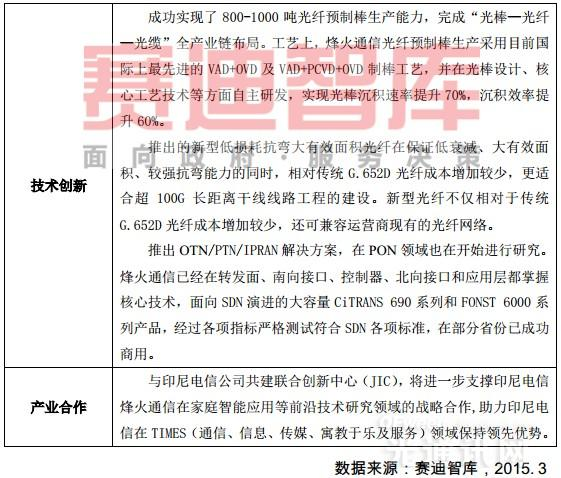 成功实现了 800-1000 吨光纤预制棒生产能力，完成“光棒—光纤
—光缆”全产业链布局。工艺上，烽火通信光纤预制棒生产采用目前国
际上最先进的 VAD+OVD 及 VAD+PCVD+OVD 制棒工艺，并在光棒设计、核
心工艺技术等方面自主研发，实现光棒沉积速率提升 70%，沉积效率提
升 60%。
赛迪智库
面向政府·服务决策
推出的新型低损耗抗弯大有效面积光纤在保证低衰减、大有效面
积、较强抗弯能力的同时，相对传统 G.652D 光纤成本增加较少，更适
技术创新
合超 100G 长距离干线线路工程的建设。新型光纤不仅相对于传统
G.652D 光纤成本增加较少，还可兼容运营商现有的光纤网络。
推出 OTN/PTN/IPRAN 解决方案，在 PON 领域也在开始进行研究。
烽火通信已经在转发面、南向接口、控制器、北向接口和应用层都掌握
核心技术，面向 SDN 演进的大容量 CiTRANS 690 系列和 FONST 6000 系
列产品，经过各项指标严格测试符合 SDN 各项标准，在部分省份已成功
商用。
与印尼电信公司共建联合创新中心（JIC），将进一步支撑印尼电信
产业合作
烽火通信在家庭智能应用等前沿技术研究领域的战略合作,助力印尼电
信在 TIMES（通信、信息、传媒、寓教于乐及服务）领域保持领先优势。
数据来源：赛迪智库，2015.3